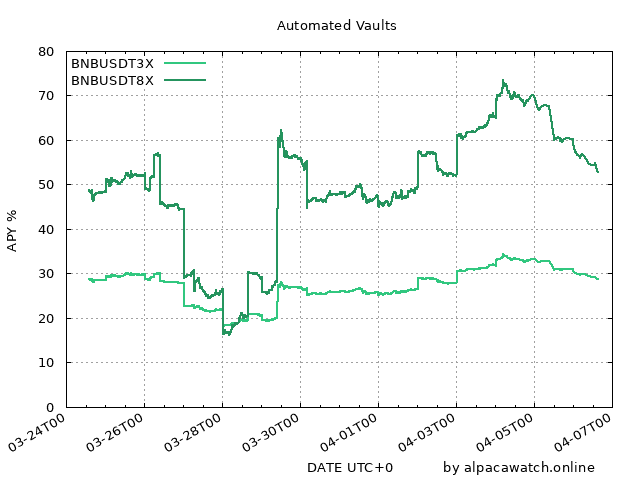 Automated Vaults
BNBUSDT3X
BNBUSDT8X
80
70
60
50
40
30
20
10
0
APY %
03-24T00
03-26T00
03-28T00
03-30T00
04-01T00
04-03T00
04-05T00
04-07T00
DATE UTC+0
by alpacawatch.online